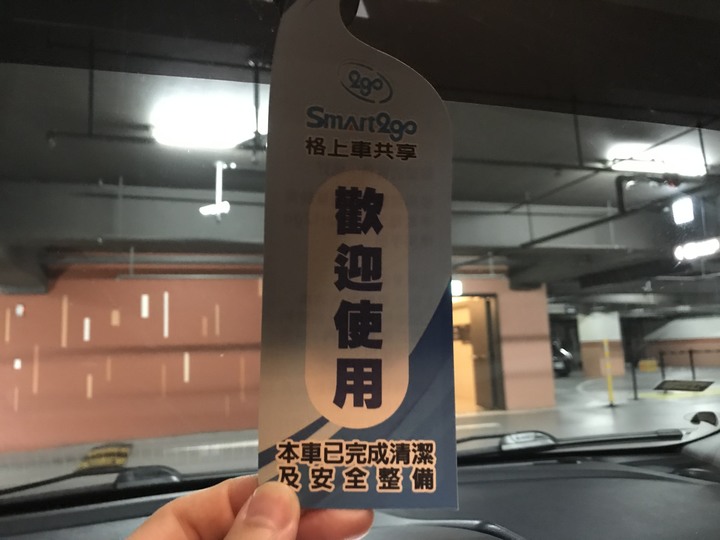 2go
Smart2go
格上車共享
歡迎使用
本車已完成清潔
及安全整備